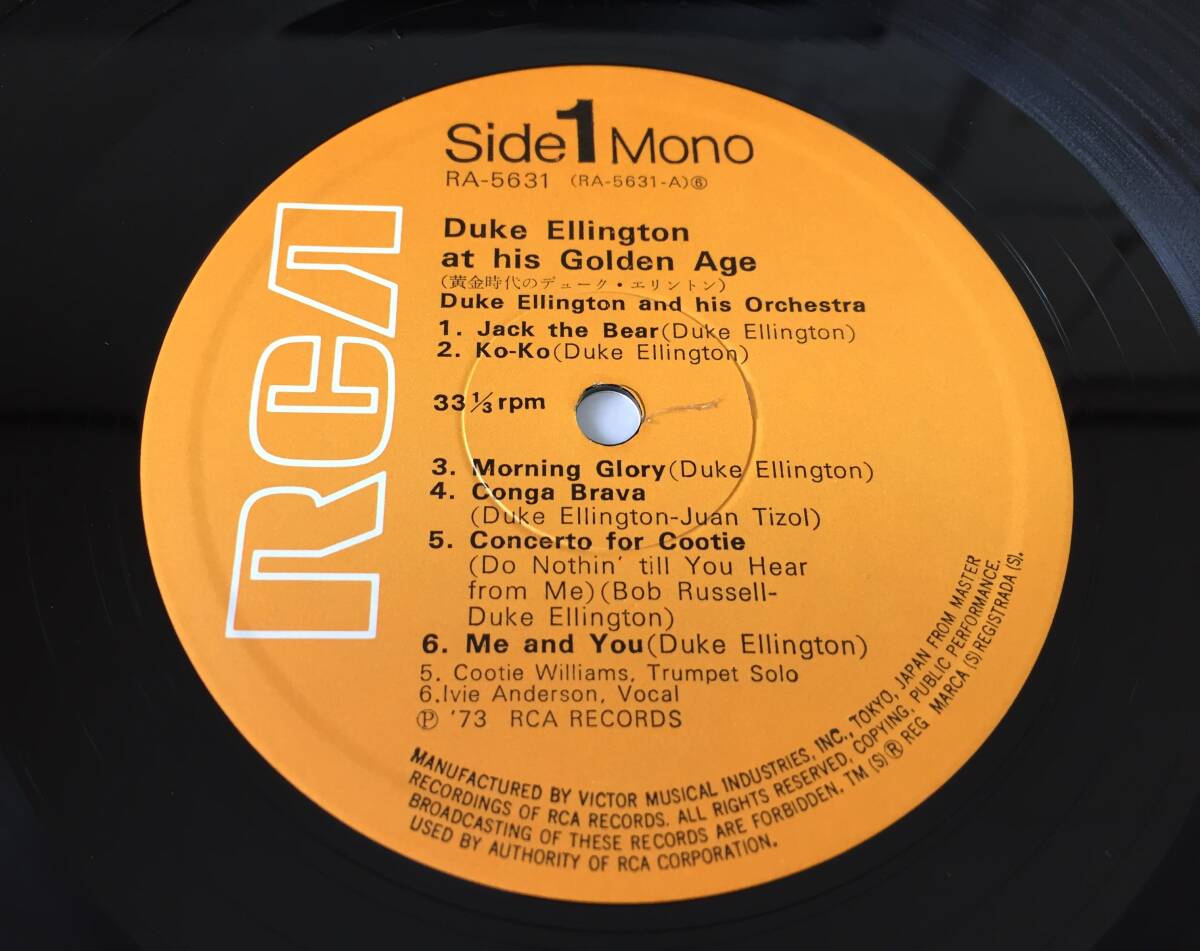 Side 1 Mono
RA-5631 (RA-5631-A)⑥
RCA
Duke Ellington
at his Golden Age
(黄金時代のデューク・エリントン)
Duke Ellington and his Orchestra
1. Jack the Bear(Duke Ellington)
2. Ko-Ko(Duke Ellington)
33 1/3 rpm
3. Morning Glory(Duke Ellington)
4. Conga Brava
(Duke Ellington-Juan Tizol)
5. Concerto for Cootie
(Do Nothin' till You Hear
from Me)(Bob Russell-
Duke Ellington)
6. Me and You(Duke Ellington)
5. Cootie Williams, Trumpet Solo
6.Ivie Anderson, Vocal
Ⓟ '73 RCA RECORDS
MANUFACTURED BY VICTOR MUSICAL INDUSTRIES, INC., TOKYO, JAPAN FROM MASTER
RECORDINGS OF RCA RECORDS. ALL RIGHTS RESERVED, COPYING, PUBLIC PERFORMANCE,
BROADCASTING OF THESE RECORDS ARE FORBIDDEN. TM (S) ® REG MARCA (S) REGISTRADA (S).
USED BY AUTHORITY OF RCA CORPORATION.